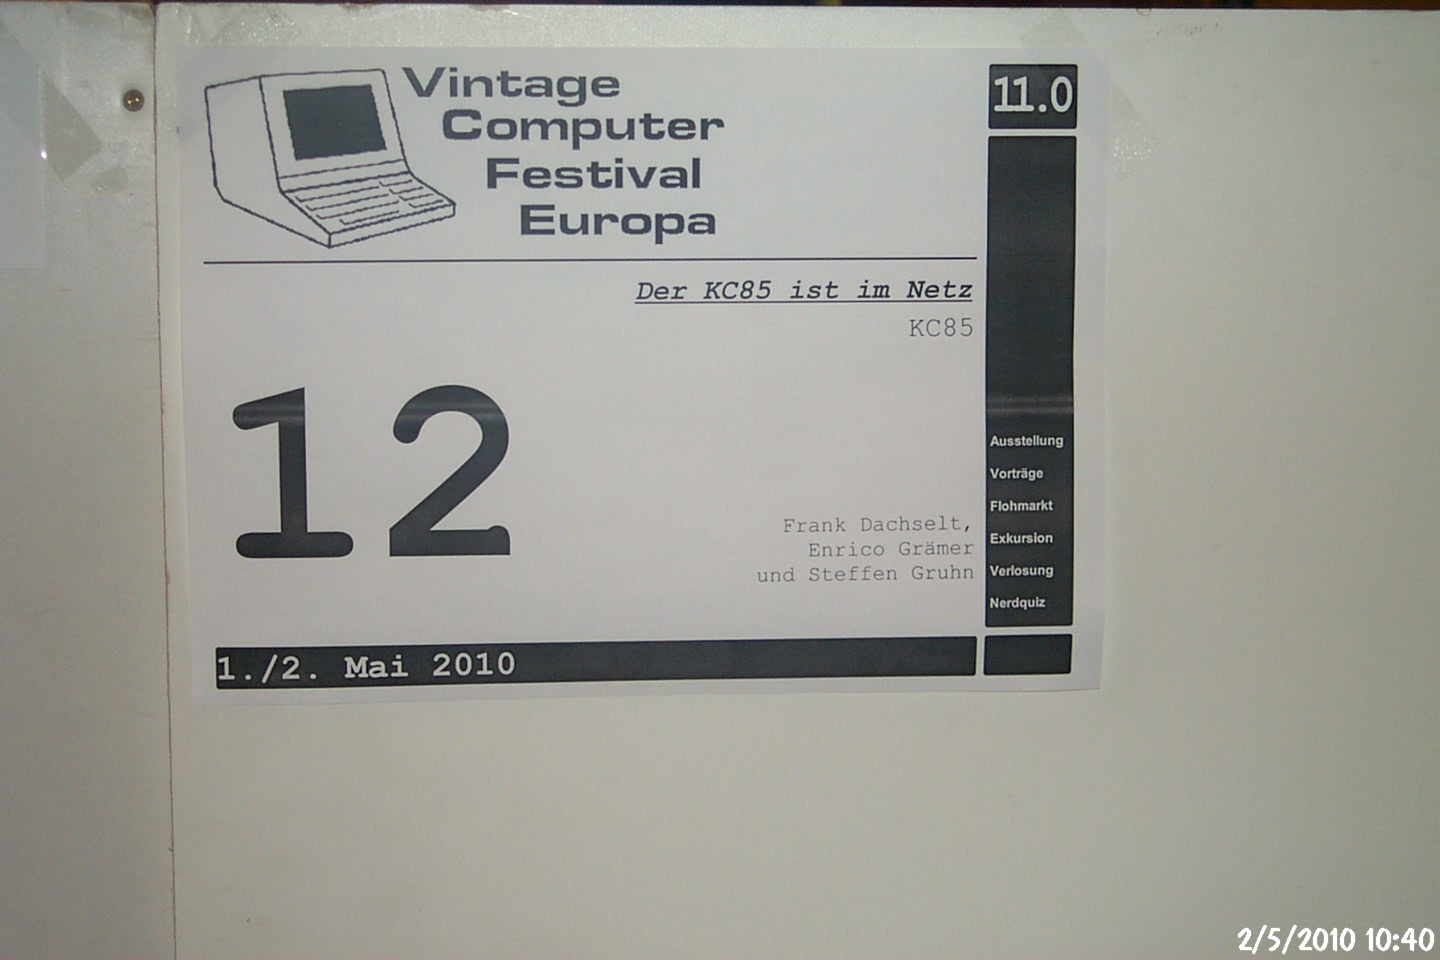 Vintage
Computer
Festival
Europa
11.0
Der KC85 ist im Netz
KC85
12
Frank Dachselt,
Enrico Grämer
und Steffen Gruhn
Ausstellung
Vorträge
Flohmarkt
Exkursion
Verlosung
Nerdquiz
1./2. Mai 2010
2/5/2010 10:40